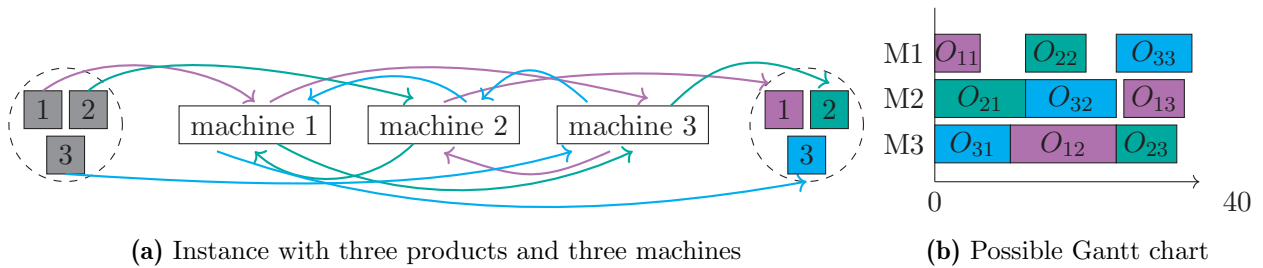 1 2
3
machine 1 machine 2 machine 3
1 2
3
(a) Instance with three products and three machines
M1 O₁₁ O₂₂ O₃₃
M2 O₂₁ O₃₂ O₁₃
M3 O₃₁ O₁₂ O₂₃
0 40
(b) Possible Gantt chart